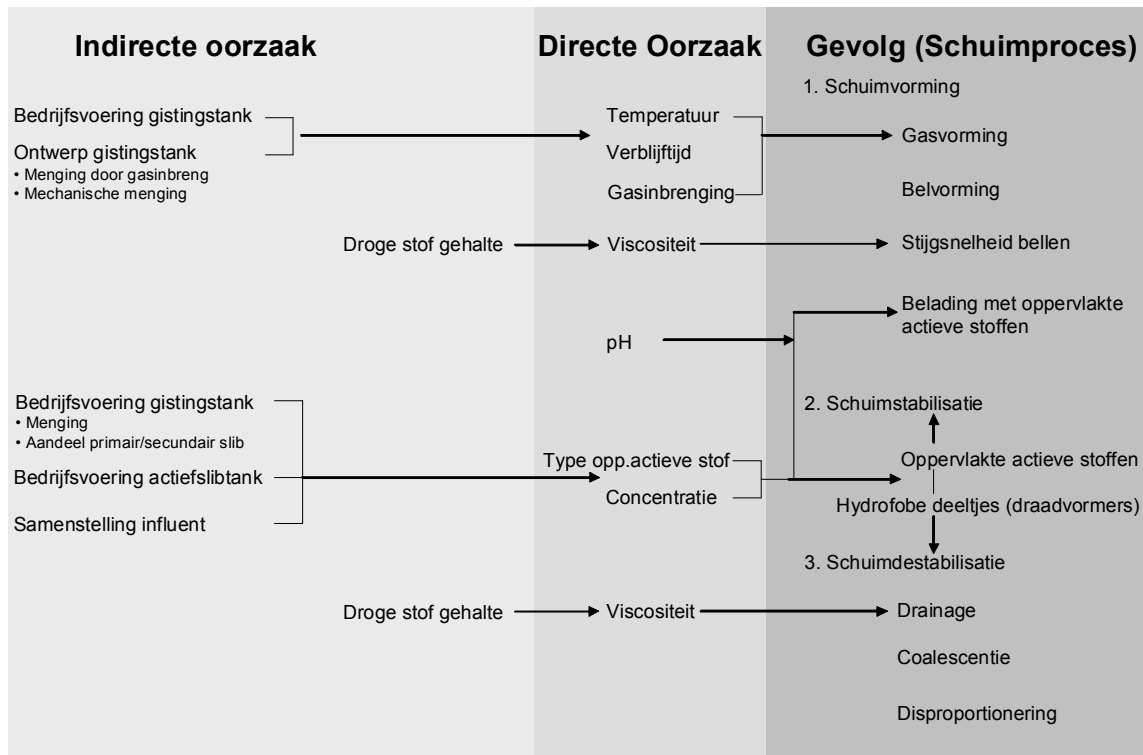 Indirecte oorzaak
Directe Oorzaak
Gevolg (Schuimproces)
1. Schuimvorming
Bedrijfsvoering gistingstank
Temperatuur
Ontwerp gistingstank
Verblijftijd
Gasvorming
• Menging door gasinbreng
• Mechanische menging
Gasinbrenging
Belvorming
Droge stof gehalte
Viscositeit
Stijgsnelheid bellen
Belading met oppervlakte
actieve stoffen
pH
Bedrijfsvoering gistingstank
2. Schuimstabilisatie
• Menging
• Aandeel primair/secundair slib
Bedrijfsvoering actiefslibtank
Type opp.actieve stof
Oppervlakte actieve stoffen
Concentratie
Hydrofobe deeltjes (draadvormers)
Samenstelling influent
3. Schuimdestabilisatie
Droge stof gehalte
Viscositeit
Drainage
Coalescentie
Disproportionering